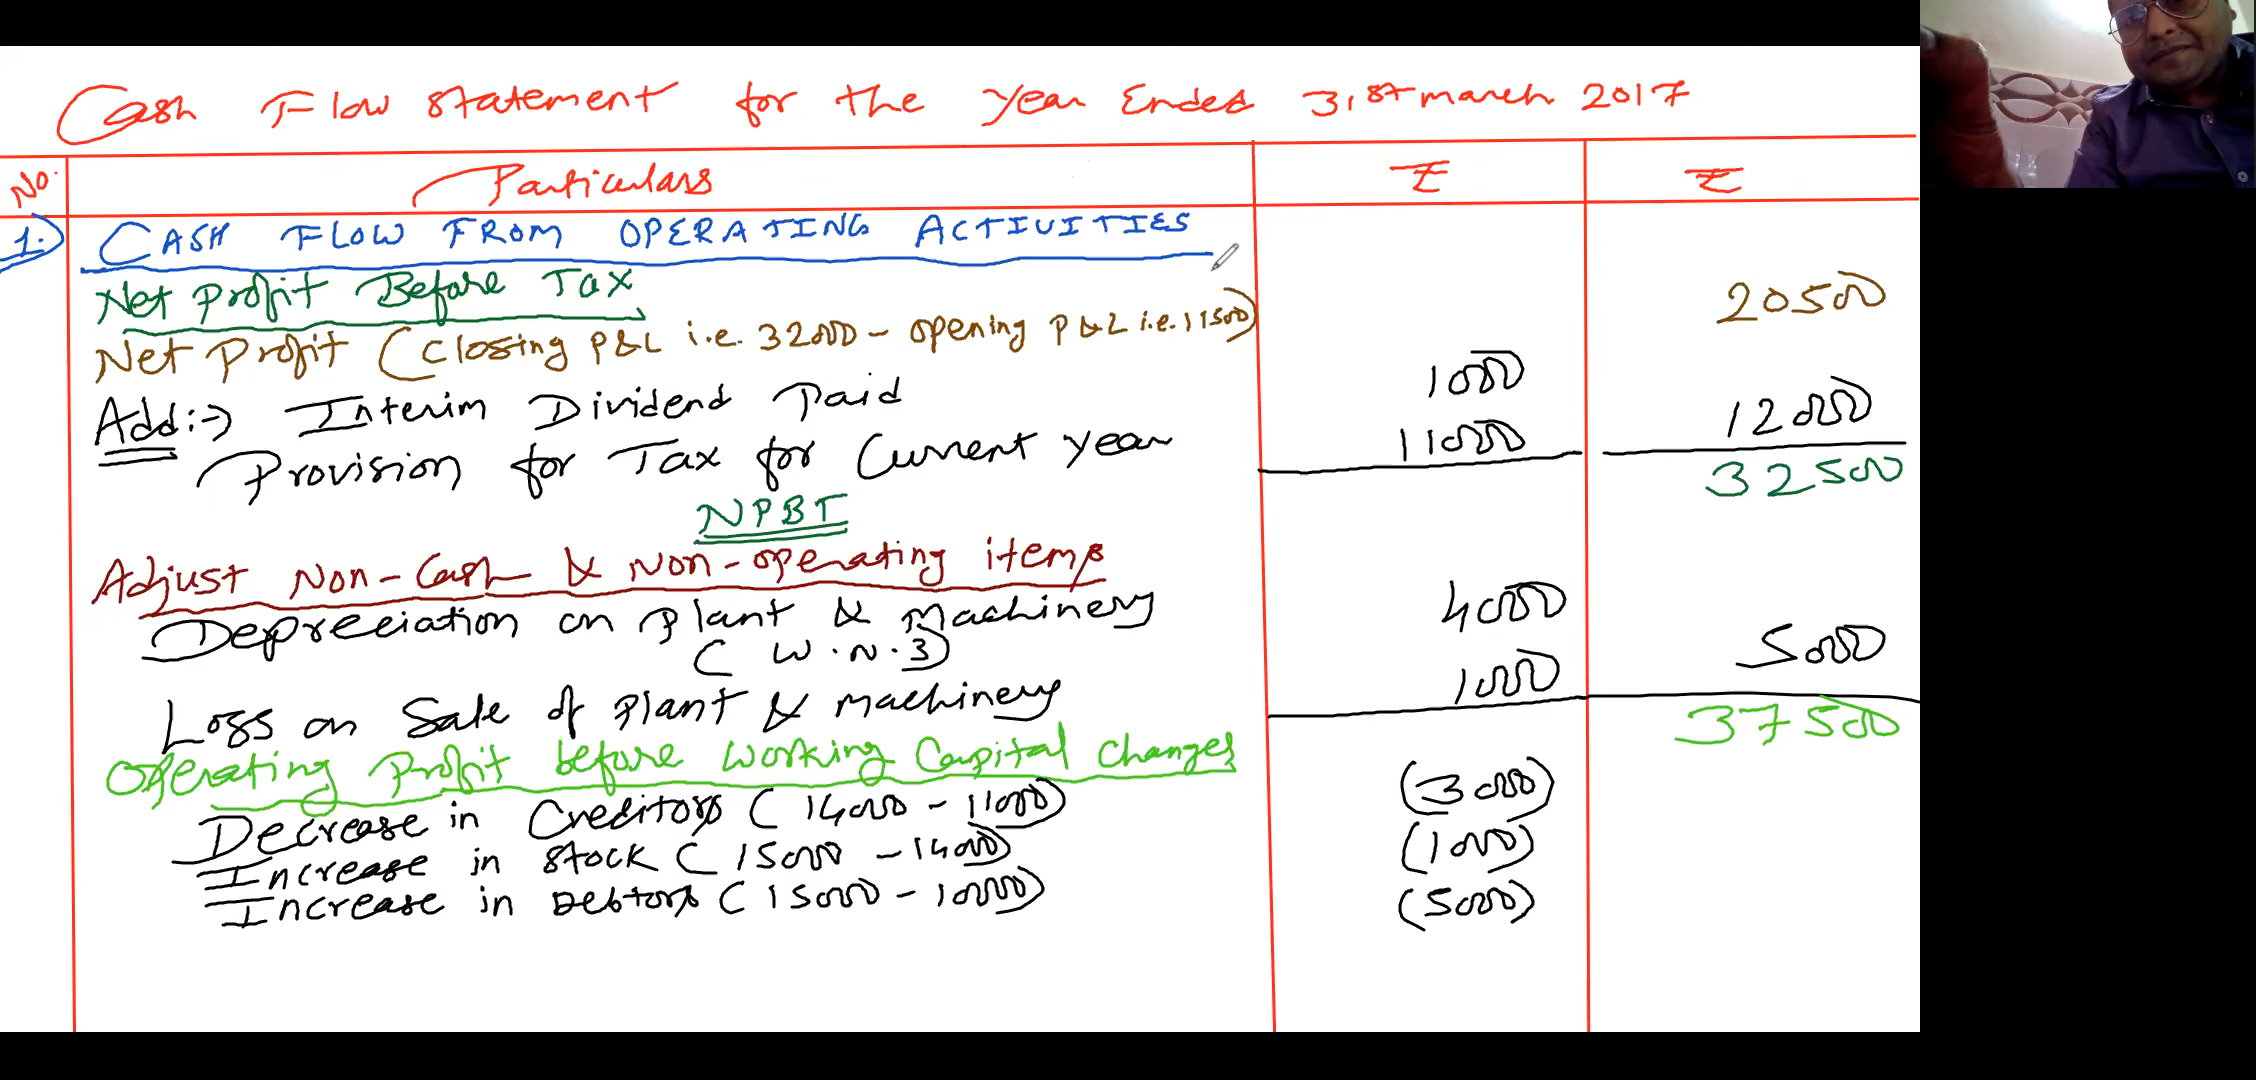 Cash Flow statement for the Year Ended 31st march 2017
No. Particulars ₹ ₹
1.) CASH FLOW FROM OPERATING ACTIVITIES
Net Profit Before Tax
Net Profit (Closing P&L i.e. 32000 - opening P&L i.e. 11500) 20500
Add:-) Interim Dividend Paid 1000
Provision for Tax for Current year 11000 12000
NPBT 32500
Adjust Non-Cash & Non-operating items
Depreciation on Plant & Machinery 4000
(W.N.3)
Loss on Sale of Plant & Machinery 1000 5000
Operating Profit before Working Capital Changes 37500
Decrease in Creditors (14000 - 11000) (3000)
Increase in stock (15000 - 14000) (1000)
Increase in Debtors (15000 - 10000) (5000)